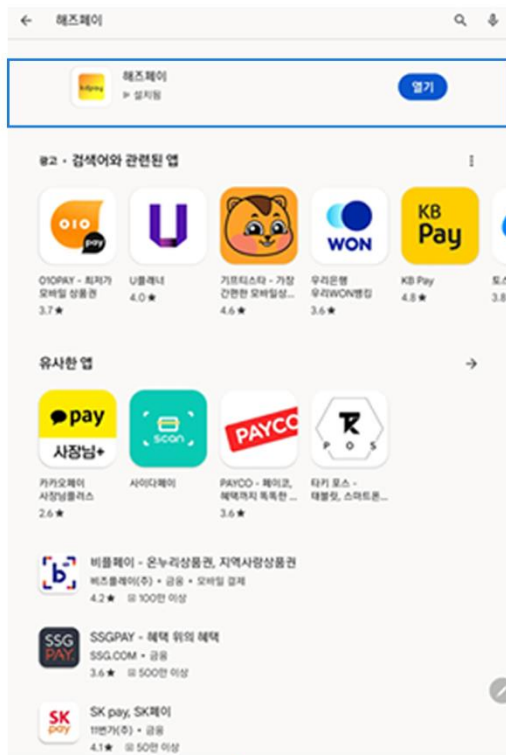 해즈페이
해즈페이
설치됨
열기
광고 • 검색어와 관련된 앱
010
pay
WON
KB
Pay
010PAY - 최저가
모바일 상품권
3.7★
U플래너
4.0★
기프티스타 - 가장
간편한 모바일상...
4.6★
우리은행
우리WON뱅킹
3.6★
KB Pay
4.8★
토스
3.8
유사한 앱
pay
사장님+
scan
PAYCO
POS
카카오페이
사장님플러스
2.6★
사이다페이
PAYCO - 페이코,
혜택까지 똑똑한 ...
3.6★
타키 포스 -
태블릿, 스마트폰...
비플페이 - 온누리상품권, 지역사랑상품권
비즈플레이(주) • 금융 • 모바일 결제
4.2★ 100만 이상
SSG
PAY.
SSGPAY - 혜택 위의 혜택
SSG.COM • 금융
3.6★ 500만 이상
SK
pay
SK pay, SK페이
11번가(주) • 금융
4.1★ 50만 이상